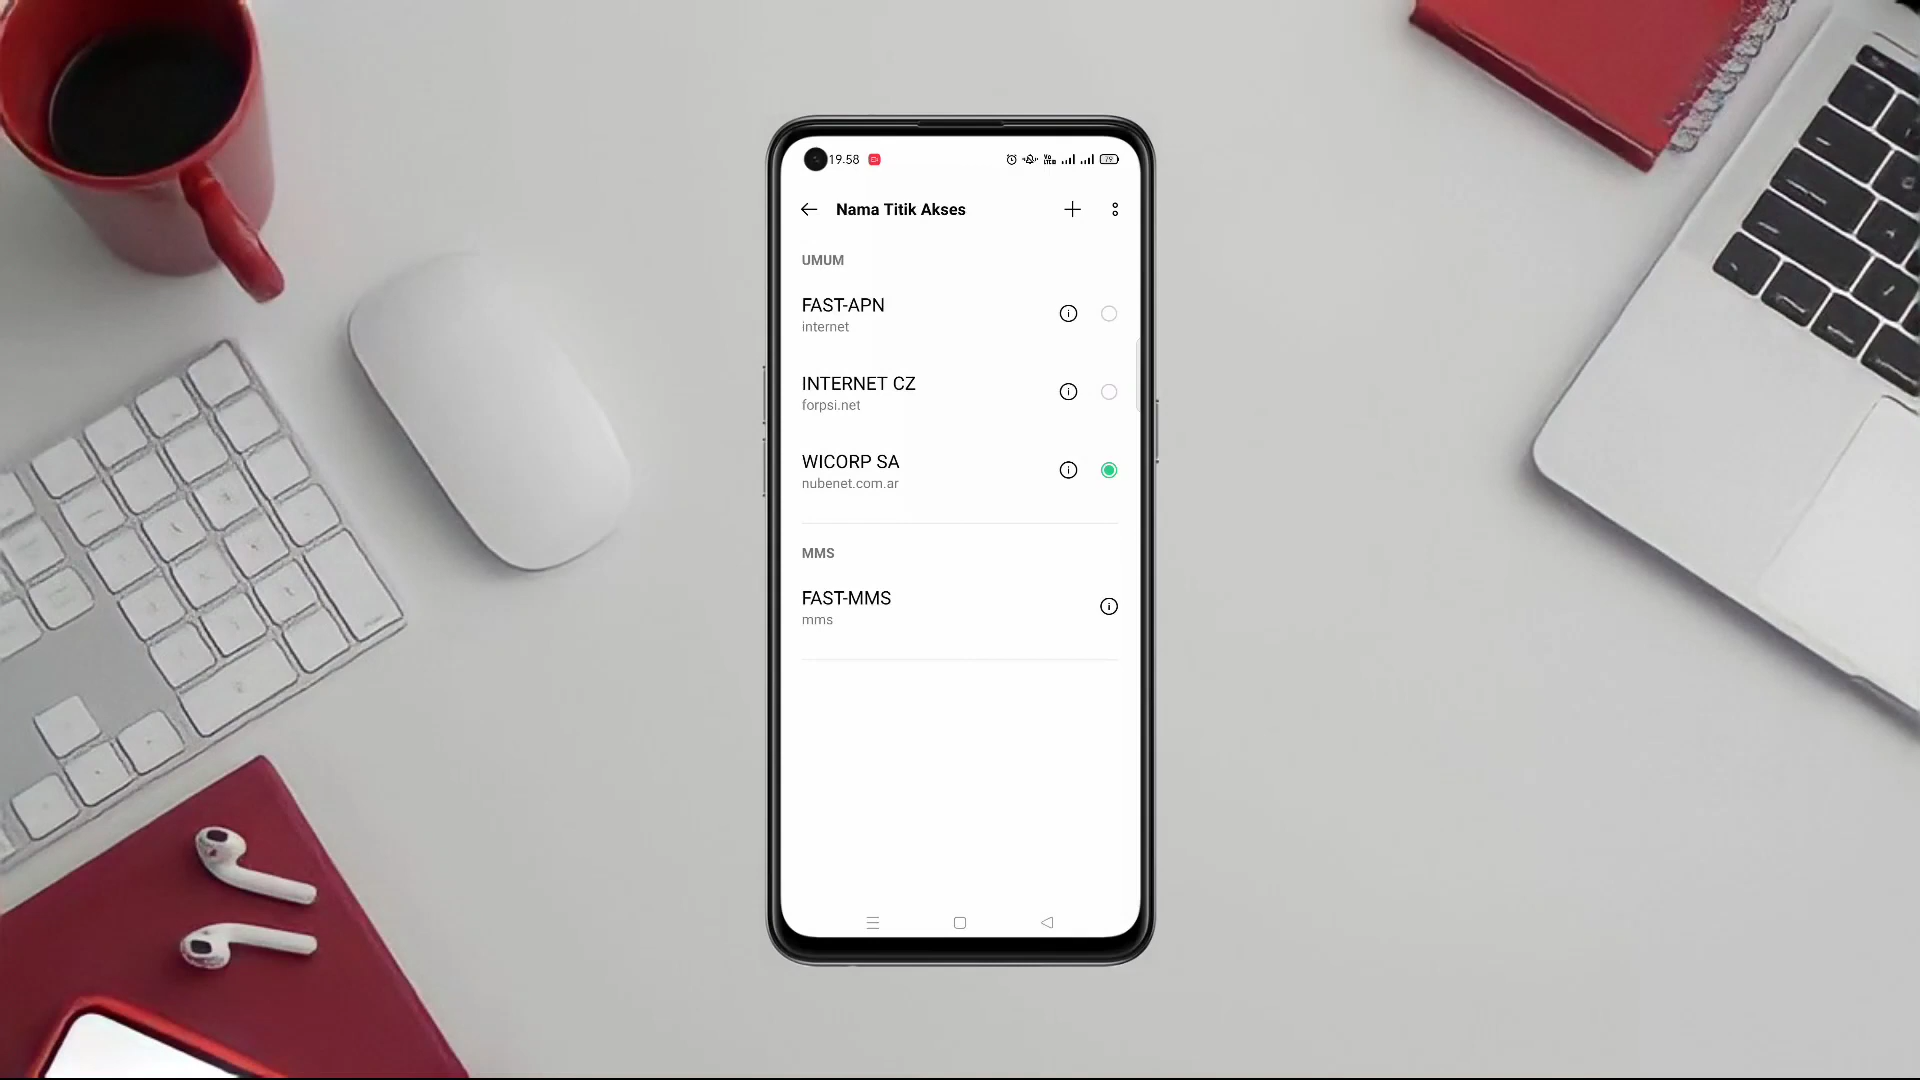 19.58
79
Nama Titik Akses
UMUM
FAST-APN
internet
INTERNET CZ
forpsi.net
WICORP SA
nubenet.com.ar
MMS
FAST-MMS
mms